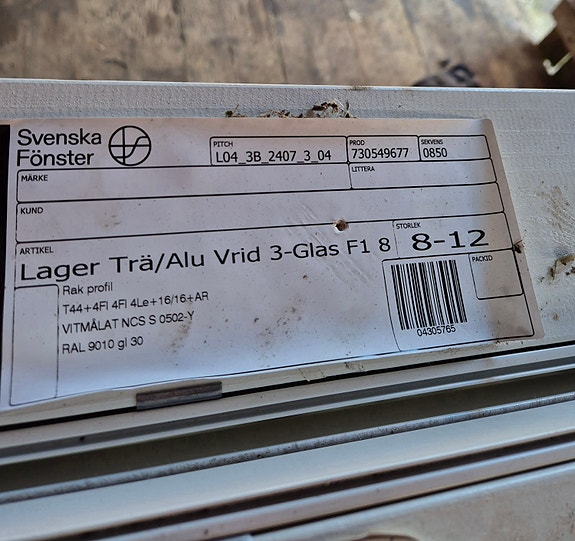 Svenska
Fönster
PITCH
L04_3B_2407_3_04
PROD
730549677
SEKVENS
0850
MÄRKE
LITTERA
KUND
ARTIKEL
Lager Trä/Alu Vrid 3-Glas F1 8
STORLEK
8-12
Rak profil
T44+4Fl 4Fl 4Le+16/16+AR
VITMÅLAT NCS S 0502-Y
RAL 9010 gl 30
PACKID
04305765